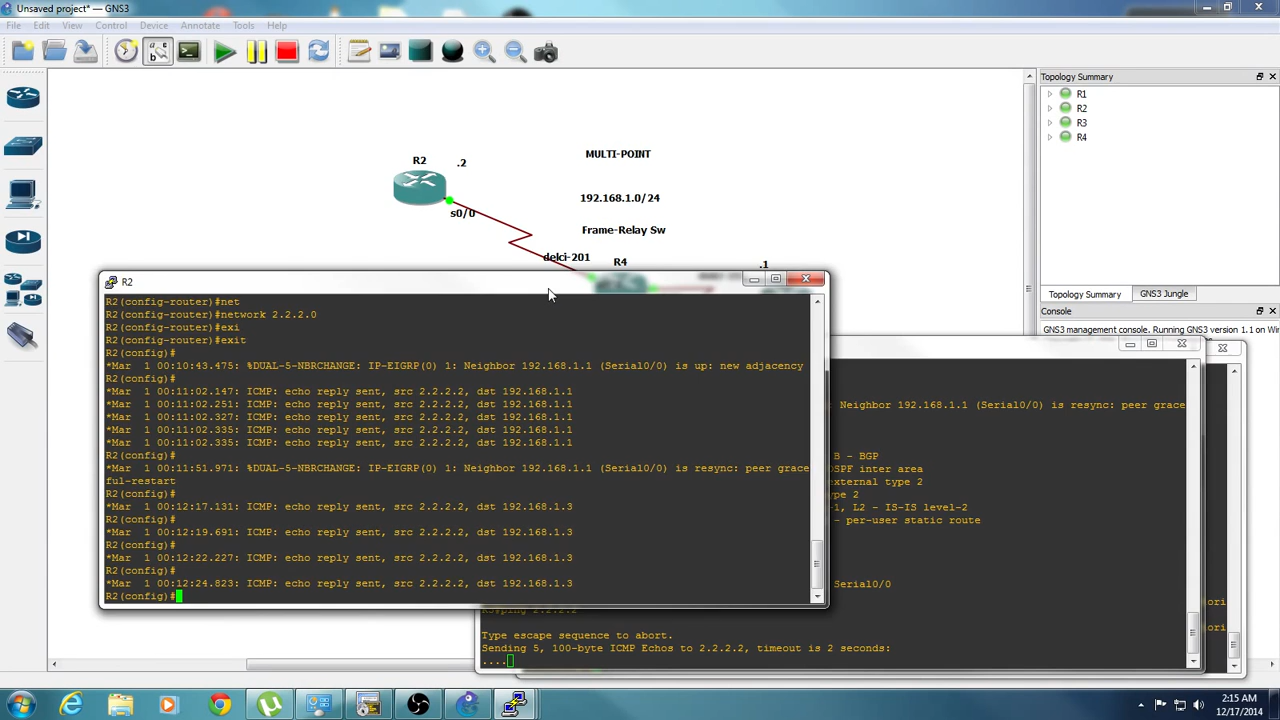 Unsaved project* — GNS3
File Edit View Control Device Annotate Tools Help
Topology Summary
R1
R2
R3
R4
Topology Summary GNS3 Jungle
Console
GNS3 management console. Running GNS3 version 1.1 on Win
R2
.2
s0/0
MULTI-POINT
192.168.1.0/24
Frame-Relay Sw
delci-201
R4
.1
R2
R2(config-router)#net
R2(config-router)#network 2.2.2.0
R2(config-router)#exi
R2(config-router)#exit
R2(config)#
*Mar  1 00:10:43.475: %DUAL-5-NBRCHANGE: IP-EIGRP(0) 1: Neighbor 192.168.1.1 (Serial0/0) is up: new adjacency
R2(config)#
*Mar  1 00:11:02.147: ICMP: echo reply sent, src 2.2.2.2, dst 192.168.1.1
*Mar  1 00:11:02.251: ICMP: echo reply sent, src 2.2.2.2, dst 192.168.1.1
*Mar  1 00:11:02.327: ICMP: echo reply sent, src 2.2.2.2, dst 192.168.1.1
*Mar  1 00:11:02.335: ICMP: echo reply sent, src 2.2.2.2, dst 192.168.1.1
*Mar  1 00:11:02.335: ICMP: echo reply sent, src 2.2.2.2, dst 192.168.1.1
R2(config)#
*Mar  1 00:11:51.971: %DUAL-5-NBRCHANGE: IP-EIGRP(0) 1: Neighbor 192.168.1.1 (Serial0/0) is resync: peer grace
ful-restart
R2(config)#
*Mar  1 00:12:17.131: ICMP: echo reply sent, src 2.2.2.2, dst 192.168.1.3
R2(config)#
*Mar  1 00:12:19.691: ICMP: echo reply sent, src 2.2.2.2, dst 192.168.1.3
R2(config)#
*Mar  1 00:12:22.227: ICMP: echo reply sent, src 2.2.2.2, dst 192.168.1.3
R2(config)#
*Mar  1 00:12:24.823: ICMP: echo reply sent, src 2.2.2.2, dst 192.168.1.3
R2(config)#
Neighbor 192.168.1.1 (Serial0/0) is resync: peer grace
B - BGP
OSPF inter area
external type 2
ype 2
-1, L2 - IS-IS level-2
- per-user static route
Serial0/0
Type escape sequence to abort.
Sending 5, 100-byte ICMP Echos to 2.2.2.2, timeout is 2 seconds:
....
ori
ori
2:15 AM
12/17/2014